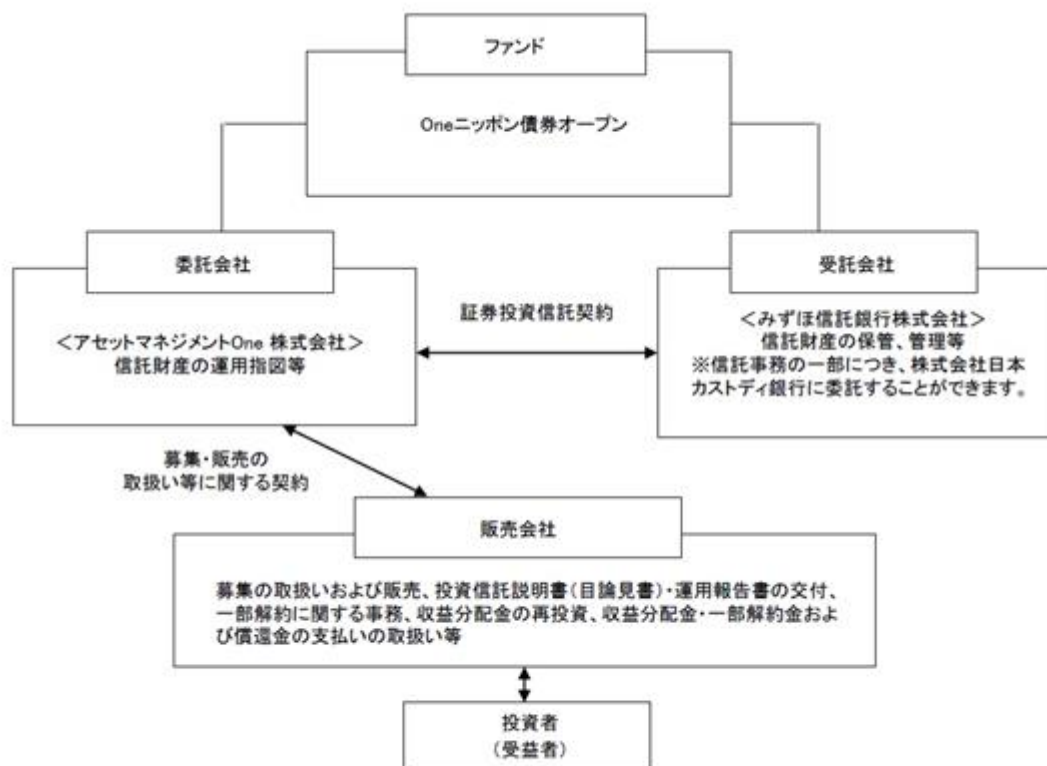 ファンド
Oneニッポン債券オープン
委託会社
<アセットマネジメントOne 株式会社>
信託財産の運用指図等
証券投資信託契約
受託会社
<みずほ信託銀行株式会社>
信託財産の保管、管理等
※信託事務の一部につき、株式会社日本
カストディ銀行に委託することができます。
募集・販売の
取扱い等に関する契約
販売会社
募集の取扱いおよび販売、投資信託説明書(目論見書)・運用報告書の交付、
一部解約に関する事務、収益分配金の再投資、収益分配金・一部解約金およ
び償還金の支払いの取扱い等
投資者
(受益者)